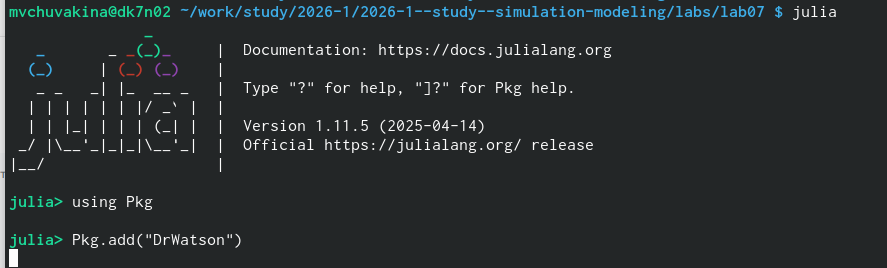 mvchuvakina@dk7n02 ~/work/study/2026-1/2026-1--study--simulation-modeling/labs/lab07 $ julia
               _
   _       _ _(_)_     |  Documentation: https://docs.julialang.org
  (_)     | (_) (_)    |
   _ _   _| |_  __ _   |  Type "?" for help, "]?" for Pkg help.
  | | | | | | |/ _` |  |
  | | |_| | | | (_| |  |  Version 1.11.5 (2025-04-14)
 _/ |\__'_|_|_|\__'_|  |  Official https://julialang.org/ release
|__/                   |
julia> using Pkg
julia> Pkg.add("DrWatson")